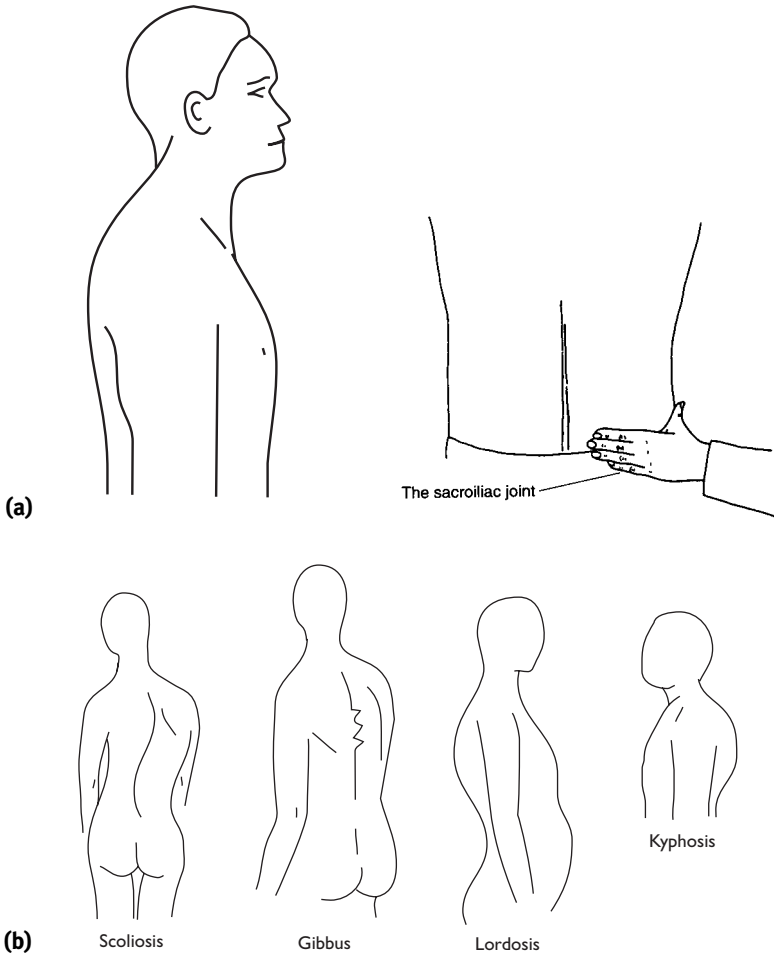 The sacroiliac joint
(a)
Kyphosis
(b)
Scoliosis
Gibbus
Lordosis